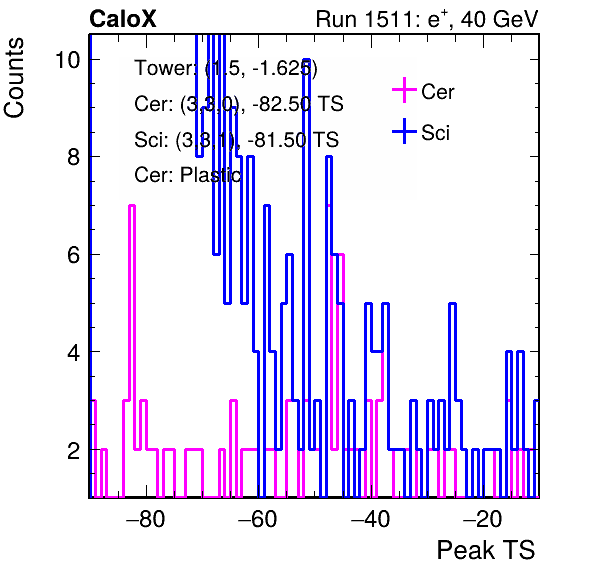 CaloX
Run 1511: e+, 40 GeV
Counts
10
8
6
4
2
Tower: (1.5, -1.625)
Cer: (3,3,0), -82.50 TS
Sci: (3,3,1), -81.50 TS
Cer: Plastic
Cer
Sci
−80
−60
−40
−20
Peak TS